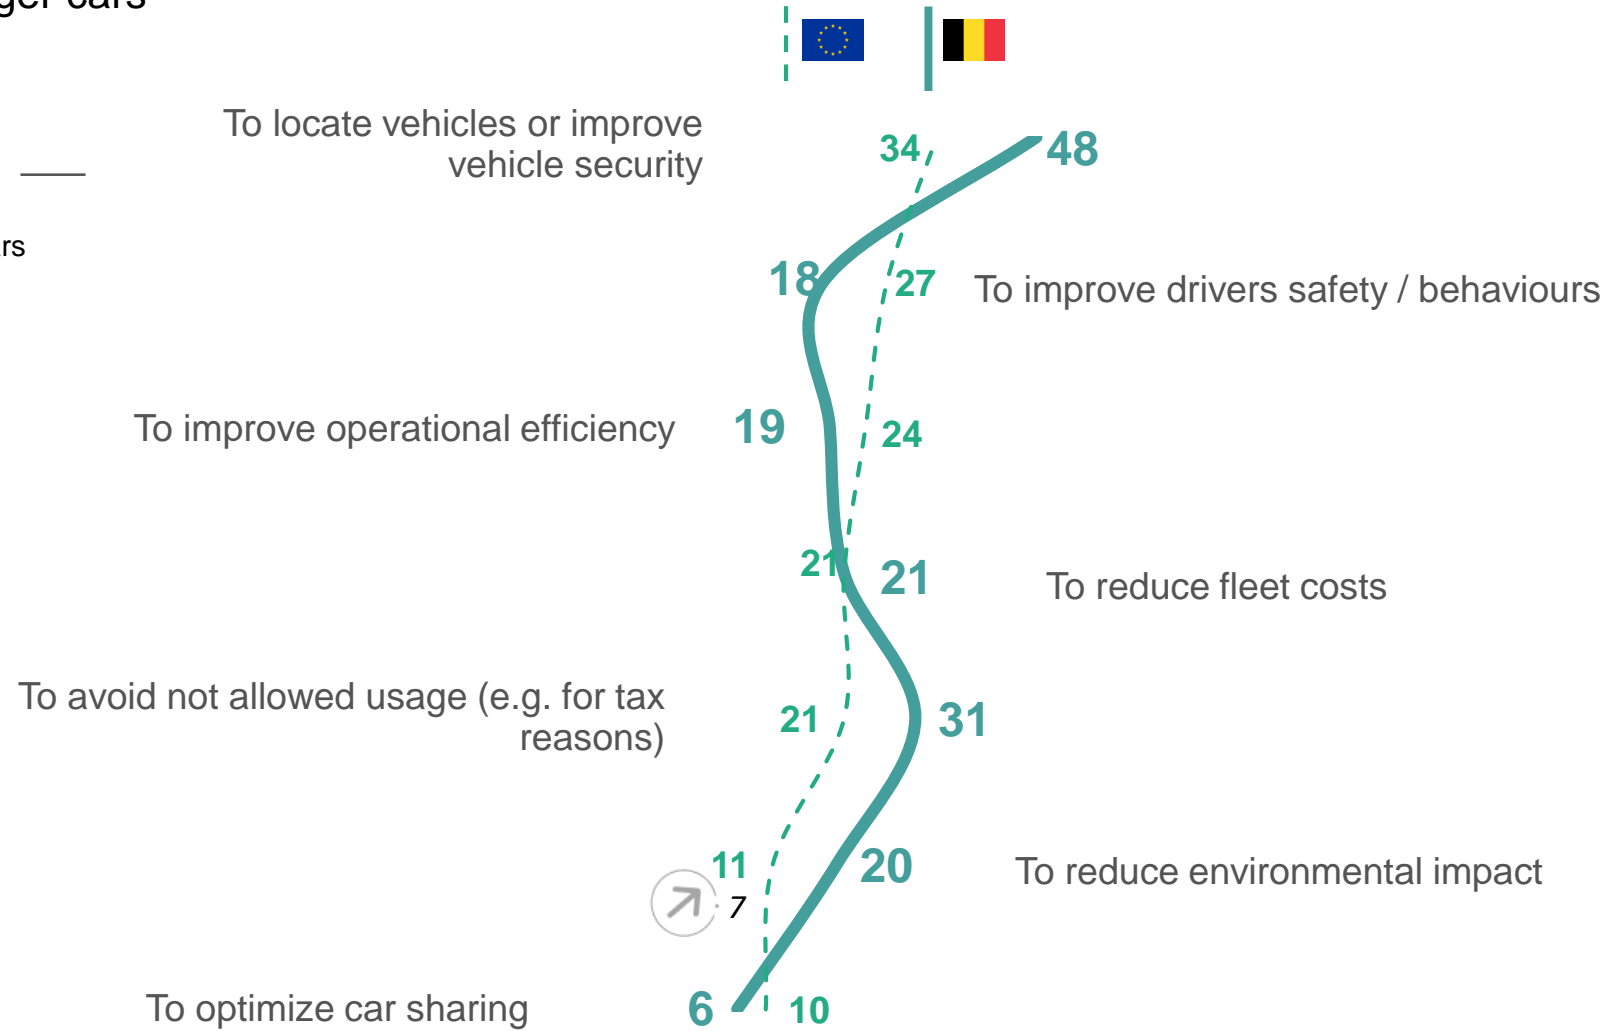 ger cars
To locate vehicles or improve
vehicle security
34
48
rs
18
27
To improve drivers safety / behaviours
To improve operational efficiency
19
24
21
21
To reduce fleet costs
To avoid not allowed usage (e.g. for tax
reasons)
21
31
11
7
20
To reduce environmental impact
To optimize car sharing
6
10